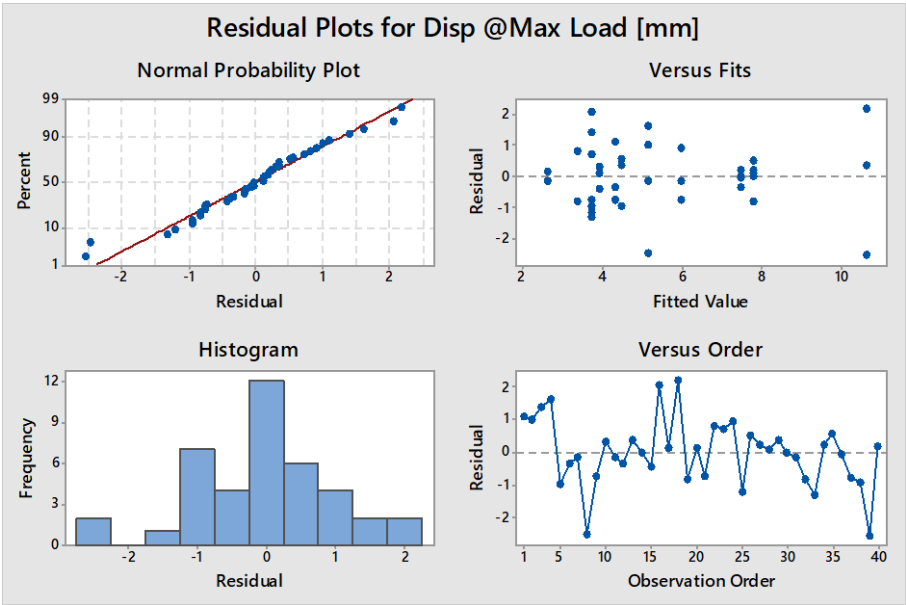 Residual Plots for Disp @Max Load [mm]
Normal Probability Plot
99
90
50
10
1
Percent
-2 -1 0 1 2
Residual
Versus Fits
2
1
0
-1
-2
Residual
2 4 6 8 10
Fitted Value
Histogram
12
9
6
3
0
Frequency
-2 -1 0 1 2
Residual
Versus Order
2
1
0
-1
-2
Residual
1 5 10 15 20 25 30 35 40
Observation Order